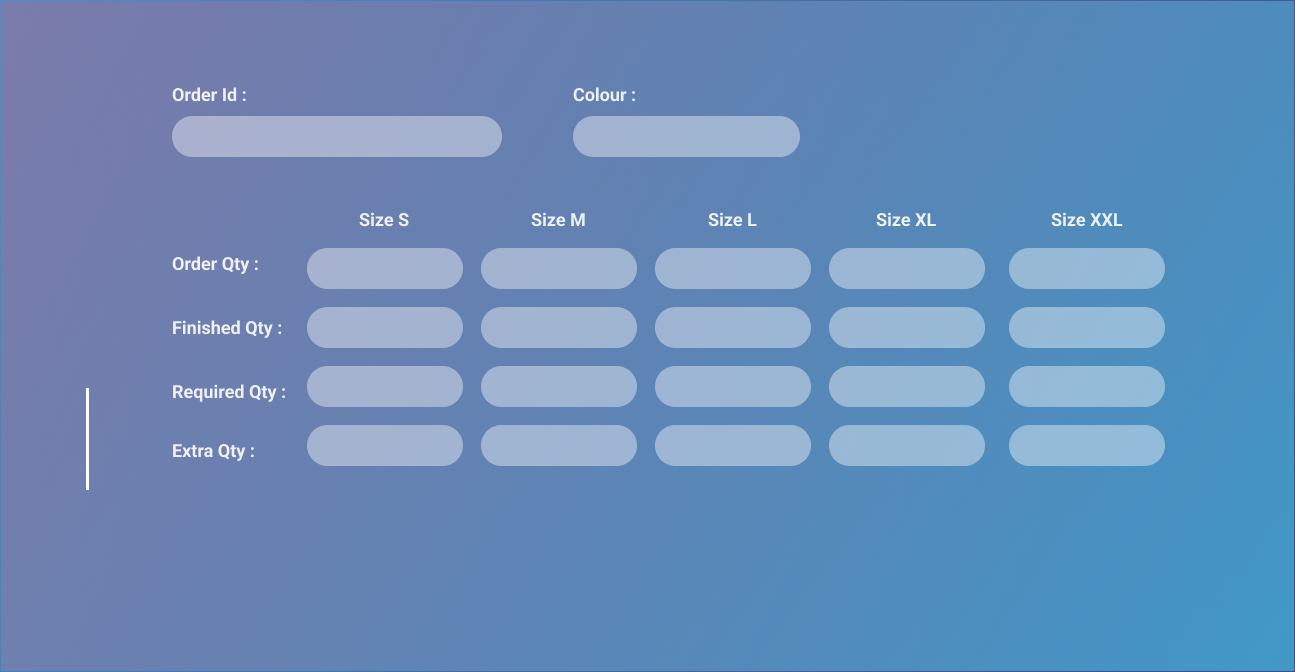 Order Id : Colour :
Size S Size M Size L Size XL Size XXL
Order Qty :
Finished Qty :
Required Qty :
Extra Qty :